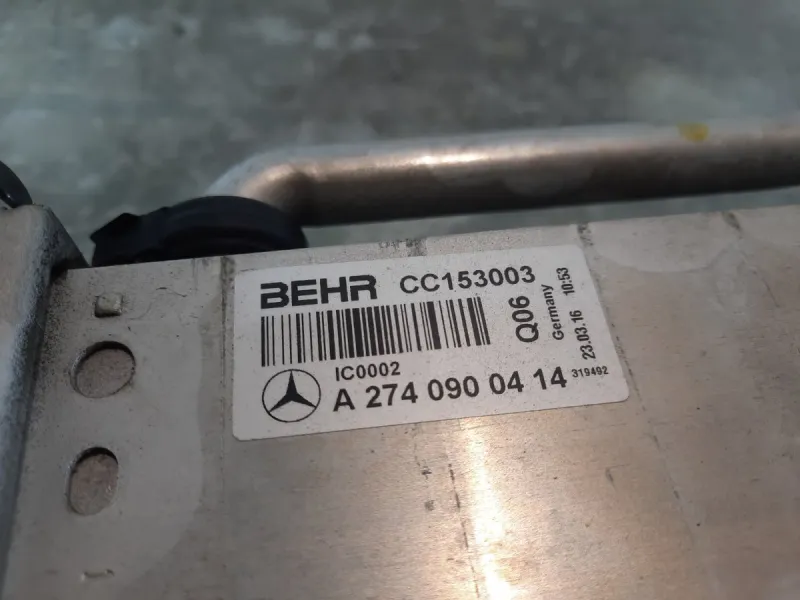 BEHR CC153003
IC0002
A 274 090 04 14
319492
Q06
Germany
23.03.16 10:53